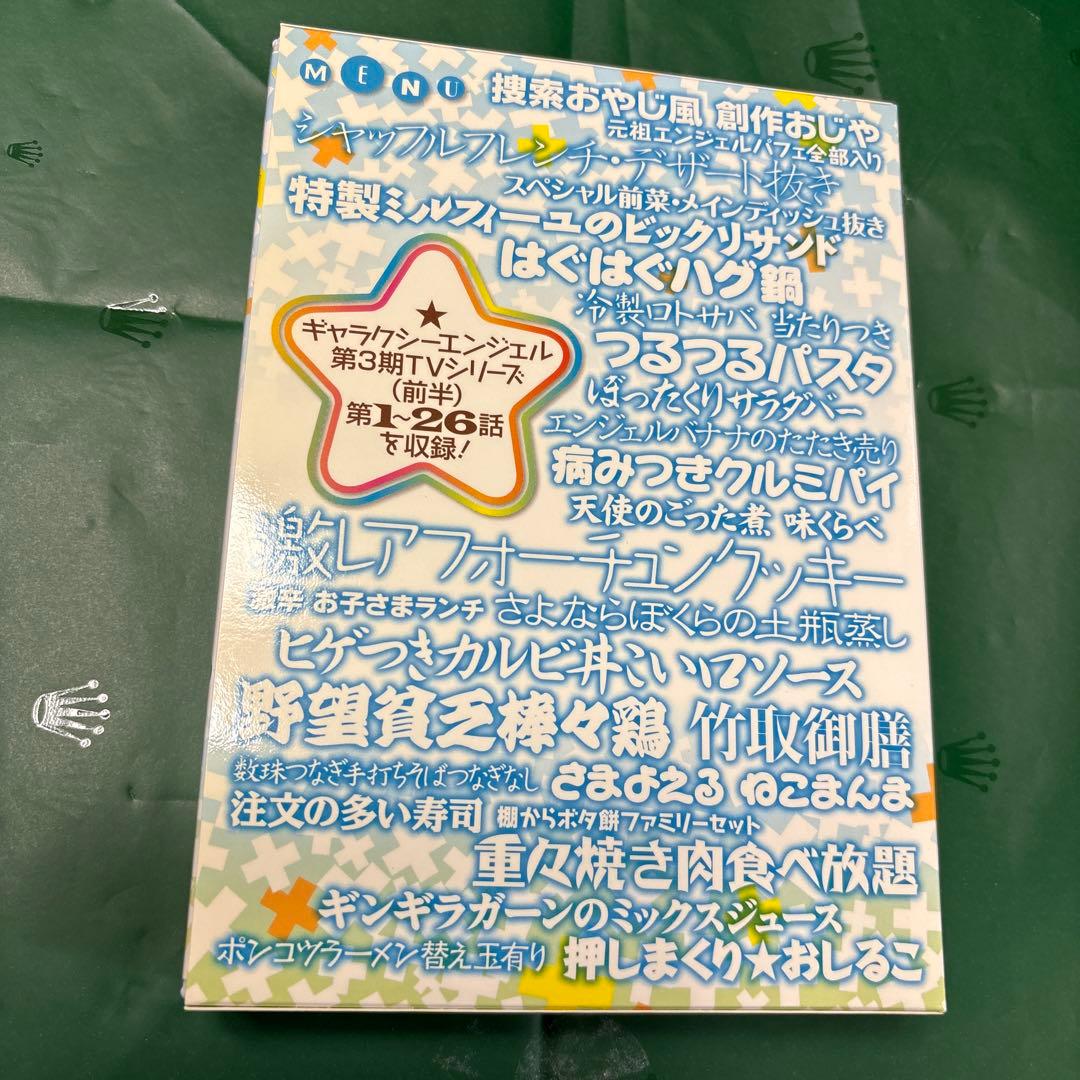 MENU
捜索おやじ風 創作おじや
元祖エンジェルパフェ全部入り
シャッフルフレンチ・デザート抜き
スペシャル前菜・メインディッシュ抜き
特製ミルフィーユのビックリサンド
はぐはぐハグ鍋
冷製ロトサバ 当たりつき
つるつるパスタ
ぼったくりサラダバー
エンジェルバナナのたたき売り
病みつきクルミパイ
天使のごった煮 味くらべ
★
ギャラクシーエンジェル
第3期TVシリーズ
(前半)
第1~26話
を収録!
激レアフォーチュンクッキー
激辛 お子さまランチ さよならぼくらの土瓶蒸し
ヒゲつきカルビ丼こい口ソース
野望貧乏棒々鶏 竹取御膳
数珠つなぎ手打ちそばつなぎなし さまよえる ねこまんま
注文の多い寿司 棚からボタ餅ファミリーセット
重々焼き肉食べ放題
ギンギラガーンのミックスジュース
ポンコツラーメン替え玉有り 押しまくり★おしるこ